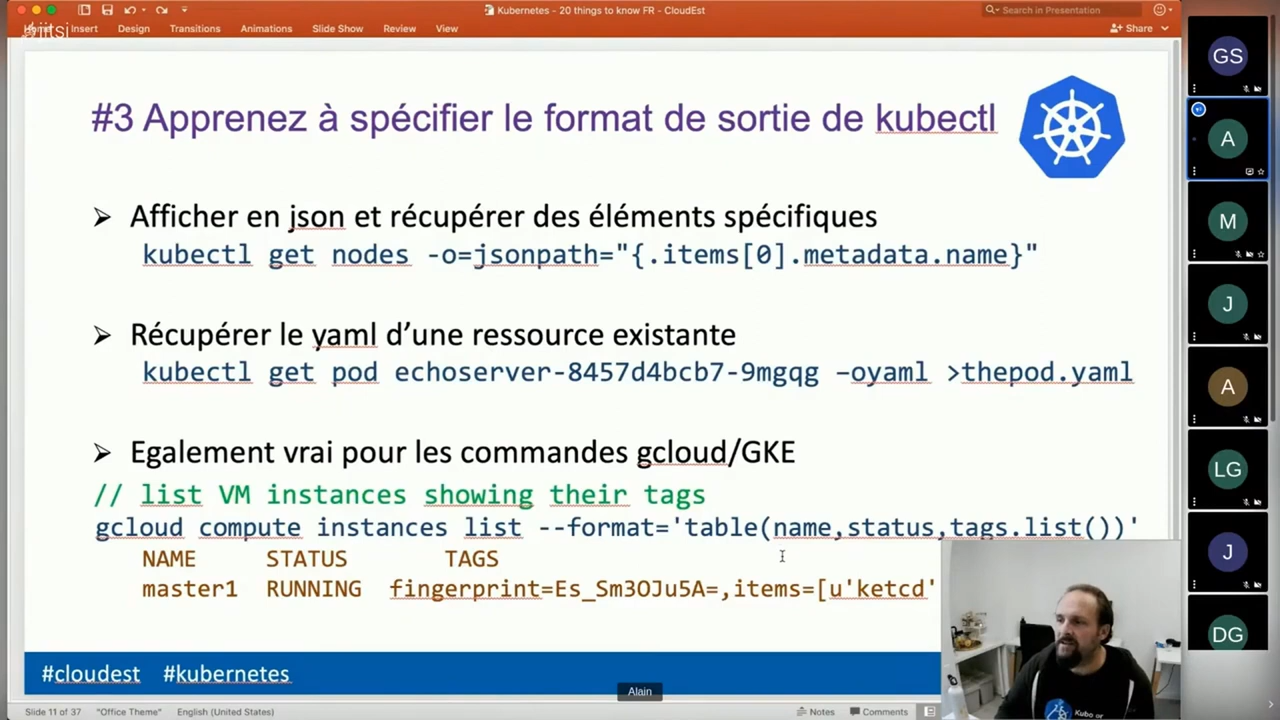 Kubernetes - 20 things to know FR - CloudEst
Search in Presentation
jitsi
Insert
Design
Transitions
Animations
Slide Show
Review
View
Share
#3 Apprenez à spécifier le format de sortie de kubectl
➢ Afficher en json et récupérer des éléments spécifiques
kubectl get nodes -o=jsonpath="{.items[0].metadata.name}"
➢ Récupérer le yaml d’une ressource existante
kubectl get pod echoserver-8457d4bcb7-9mgqg –oyaml >thepod.yaml
➢ Egalement vrai pour les commandes gcloud/GKE
// list VM instances showing their tags
gcloud compute instances list --format='table(name,status,tags.list())'
NAME STATUS TAGS
master1 RUNNING fingerprint=Es_Sm3OJu5A=,items=[u'ketcd'
#cloudest #kubernetes
Alain
Slide 11 of 37
"Office Theme"
English (United States)
Notes
Comments
GS
A
M
J
A
LG
J
DG